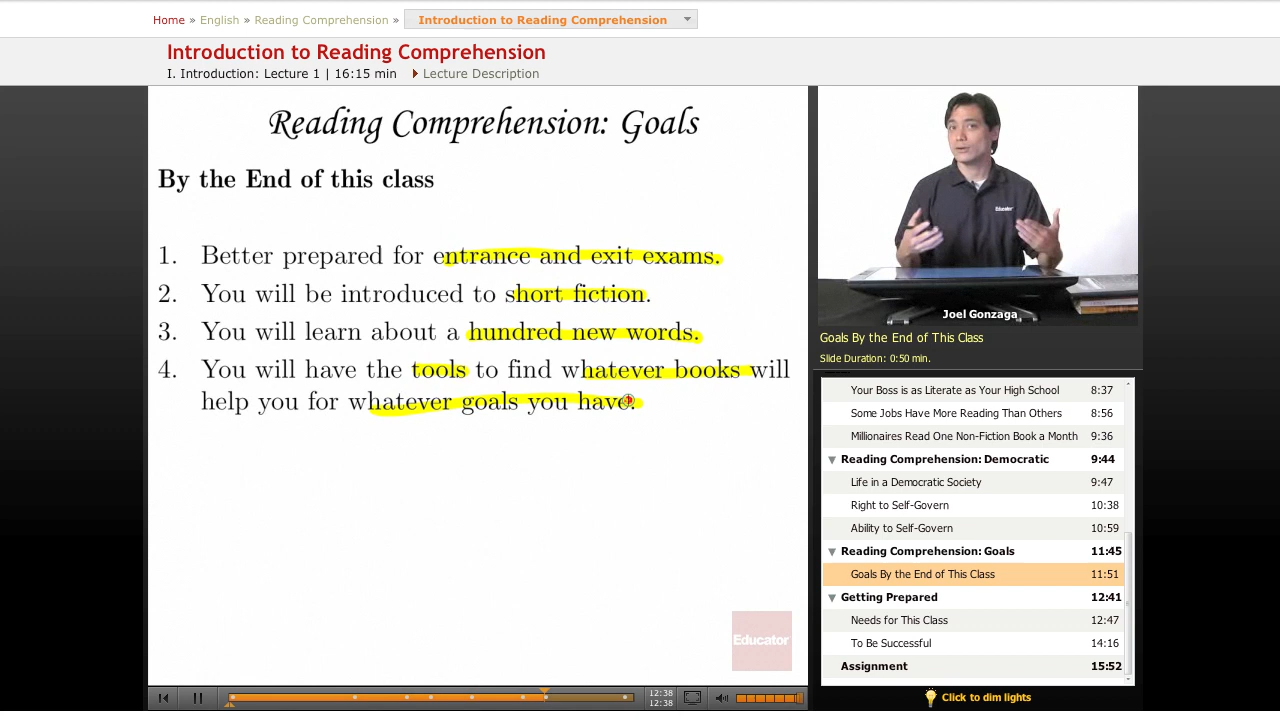 Home » English » Reading Comprehension » Introduction to Reading Comprehension
Introduction to Reading Comprehension
I. Introduction: Lecture 1 | 16:15 min Lecture Description
Reading Comprehension: Goals
By the End of this class
1. Better prepared for entrance and exit exams.
2. You will be introduced to short fiction.
3. You will learn about a hundred new words.
4. You will have the tools to find whatever books will
help you for whatever goals you have.
Educator
12:38
12:38
Educator
Joel Gonzaga
Goals By the End of This Class
Slide Duration: 0:50 min.
Your Boss is as Literate as Your High School 8:37
Some Jobs Have More Reading Than Others 8:56
Millionaires Read One Non-Fiction Book a Month 9:36
Reading Comprehension: Democratic 9:44
Life in a Democratic Society 9:47
Right to Self-Govern 10:38
Ability to Self-Govern 10:59
Reading Comprehension: Goals 11:45
Goals By the End of This Class 11:51
Getting Prepared 12:41
Needs for This Class 12:47
To Be Successful 14:16
Assignment 15:52
Click to dim lights